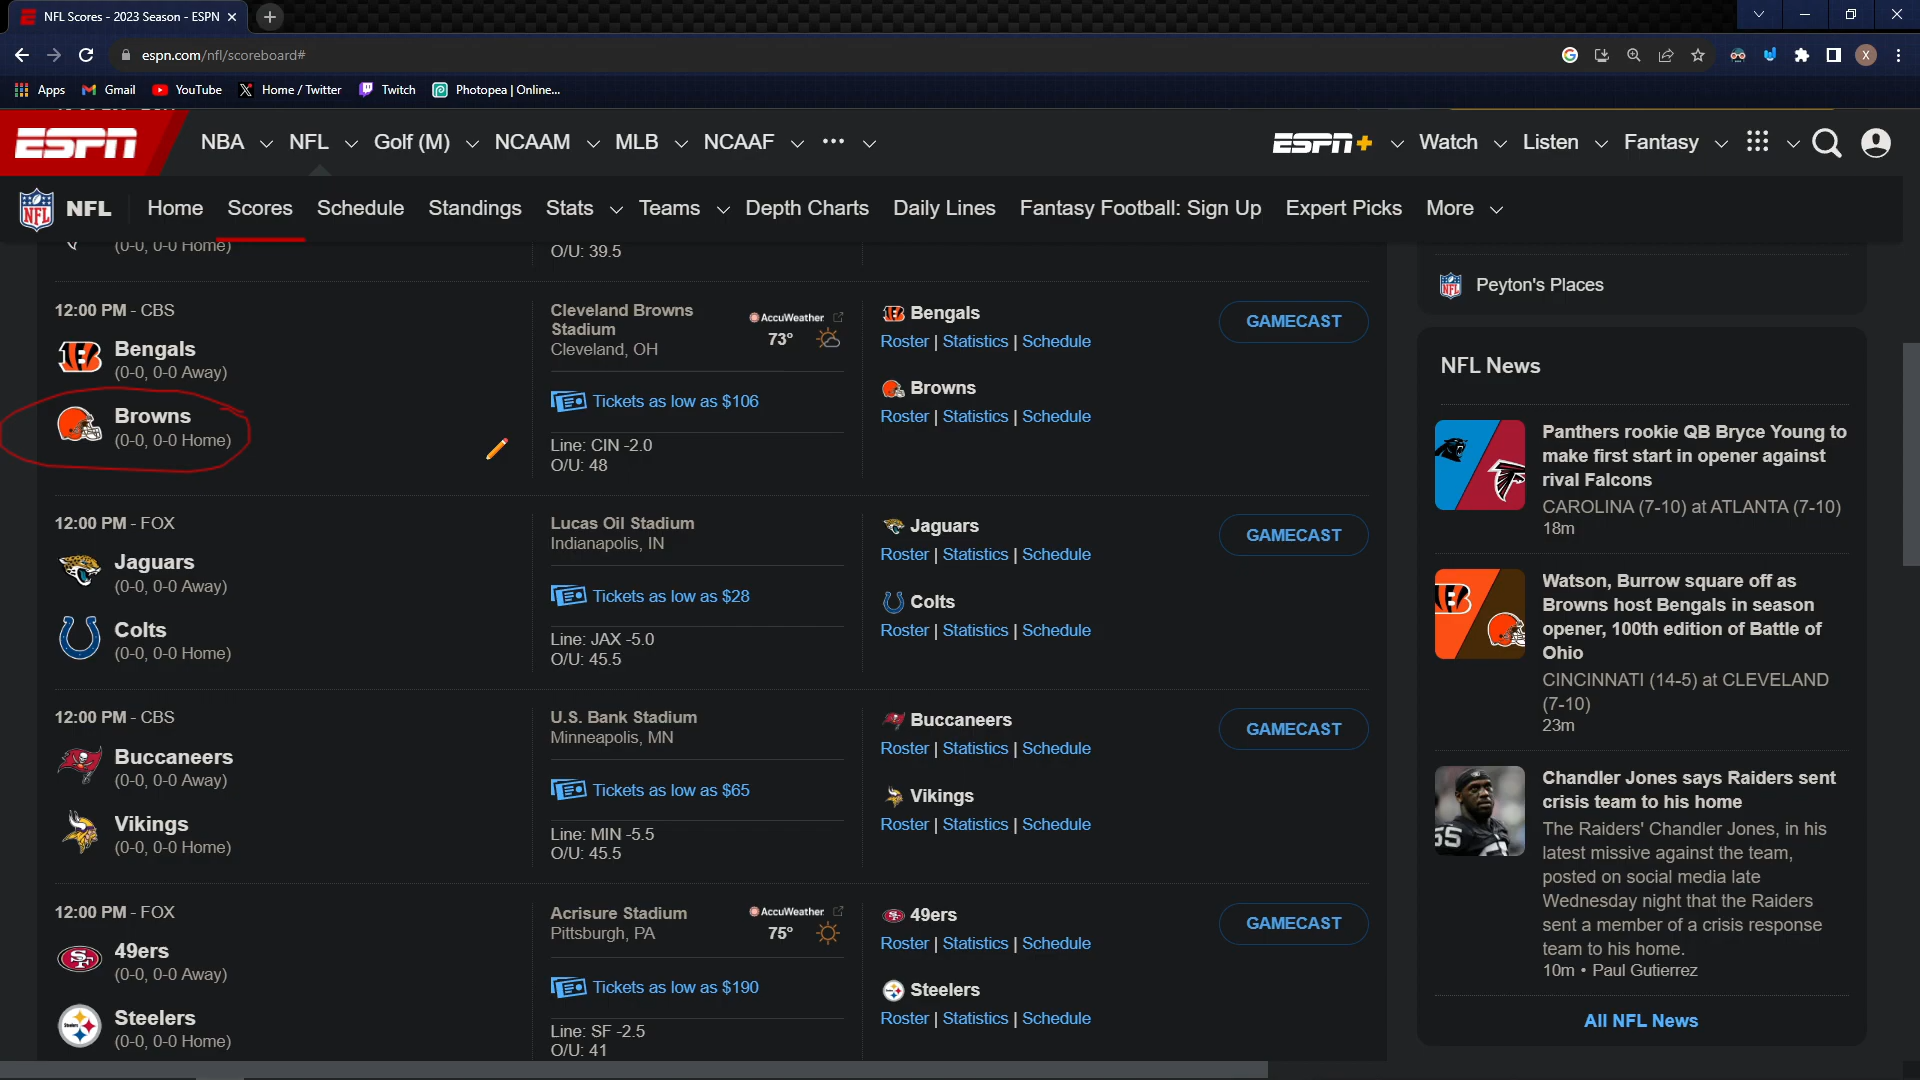 NFL Scores - 2023 Season - ESPN
espn.com/nfl/scoreboard#
X
Apps
Gmail
YouTube
Home / Twitter
Twitch
Photopea | Online...
ESPN
NBA
NFL
Golf (M)
NCAAM
MLB
NCAAF
ESPN+
Watch
Listen
Fantasy
NFL
Home
Scores
Schedule
Standings
Stats
Teams
Depth Charts
Daily Lines
Fantasy Football: Sign Up
Expert Picks
More
(0-0, 0-0 Home)
O/U: 39.5
12:00 PM - CBS
Bengals
(0-0, 0-0 Away)
Browns
(0-0, 0-0 Home)
Cleveland Browns
Stadium
Cleveland, OH
AccuWeather
73°
Tickets as low as $106
Line: CIN -2.0
O/U: 48
Bengals
Roster | Statistics | Schedule
Browns
Roster | Statistics | Schedule
GAMECAST
12:00 PM - FOX
Jaguars
(0-0, 0-0 Away)
Colts
(0-0, 0-0 Home)
Lucas Oil Stadium
Indianapolis, IN
Tickets as low as $28
Line: JAX -5.0
O/U: 45.5
Jaguars
Roster | Statistics | Schedule
Colts
Roster | Statistics | Schedule
GAMECAST
12:00 PM - CBS
Buccaneers
(0-0, 0-0 Away)
Vikings
(0-0, 0-0 Home)
U.S. Bank Stadium
Minneapolis, MN
Tickets as low as $65
Line: MIN -5.5
O/U: 45.5
Buccaneers
Roster | Statistics | Schedule
Vikings
Roster | Statistics | Schedule
GAMECAST
12:00 PM - FOX
49ers
(0-0, 0-0 Away)
Steelers
(0-0, 0-0 Home)
Acrisure Stadium
Pittsburgh, PA
AccuWeather
75°
Tickets as low as $190
Line: SF -2.5
O/U: 41
49ers
Roster | Statistics | Schedule
Steelers
Roster | Statistics | Schedule
GAMECAST
Peyton's Places
NFL News
Panthers rookie QB Bryce Young to
make first start in opener against
rival Falcons
CAROLINA (7-10) at ATLANTA (7-10)
18m
Watson, Burrow square off as
Browns host Bengals in season
opener, 100th edition of Battle of
Ohio
CINCINNATI (14-5) at CLEVELAND
(7-10)
23m
Chandler Jones says Raiders sent
crisis team to his home
The Raiders' Chandler Jones, in his
latest missive against the team,
posted on social media late
Wednesday night that the Raiders
sent a member of a crisis response
team to his home.
10m • Paul Gutierrez
All NFL News